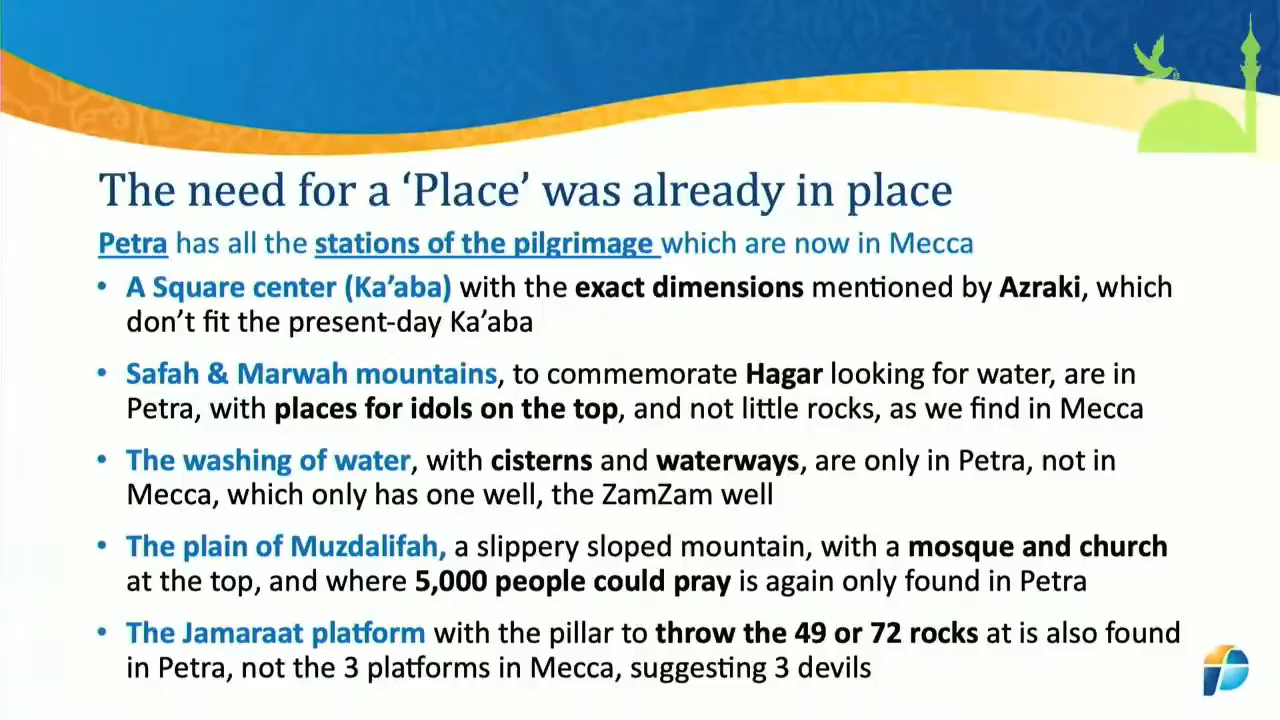 The need for a ‘Place’ was already in place
Petra has all the stations of the pilgrimage which are now in Mecca
• A Square center (Ka’aba) with the exact dimensions mentioned by Azraki, which
don’t fit the present-day Ka’aba
• Safah & Marwah mountains, to commemorate Hagar looking for water, are in
Petra, with places for idols on the top, and not little rocks, as we find in Mecca
• The washing of water, with cisterns and waterways, are only in Petra, not in
Mecca, which only has one well, the ZamZam well
• The plain of Muzdalifah, a slippery sloped mountain, with a mosque and church
at the top, and where 5,000 people could pray is again only found in Petra
• The Jamaraat platform with the pillar to throw the 49 or 72 rocks at is also found
in Petra, not the 3 platforms in Mecca, suggesting 3 devils